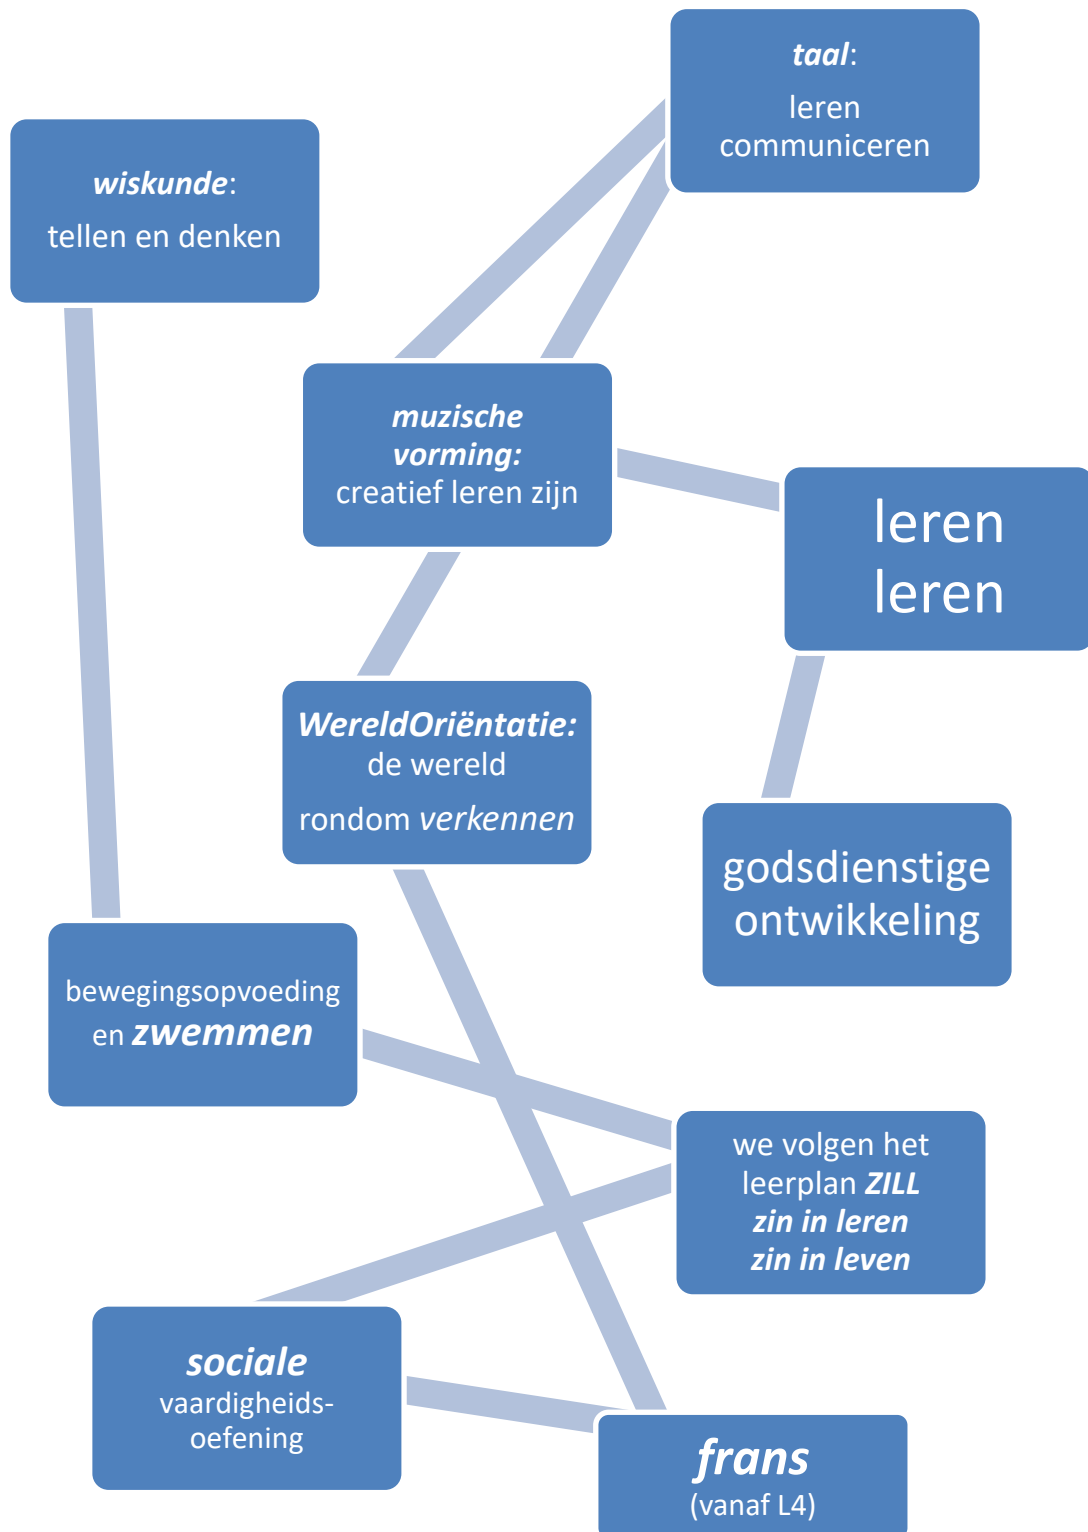 taal:
leren
communiceren
wiskunde:
tellen en denken
muzische
vorming:
creatief leren zijn
leren
leren
WereldOriëntatie:
de wereld
rondom verkennen
godsdienstige
ontwikkeling
bewegingsopvoeding
en zwemmen
we volgen het
leerplan ZILL
zin in leren
zin in leven
sociale
vaardigheids-
oefening
frans
(vanaf L4)